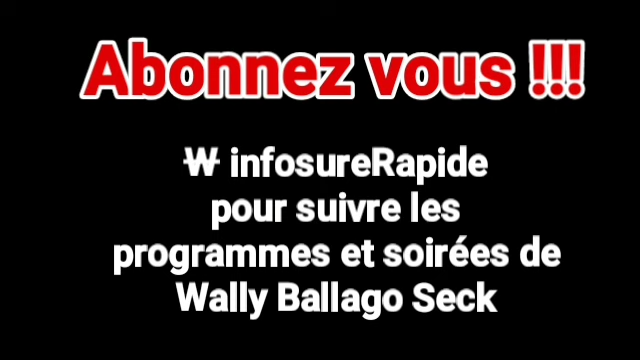 Abonnez vous !!!
₩ infosureRapide
pour suivre les
programmes et soirées de
Wally Ballago Seck